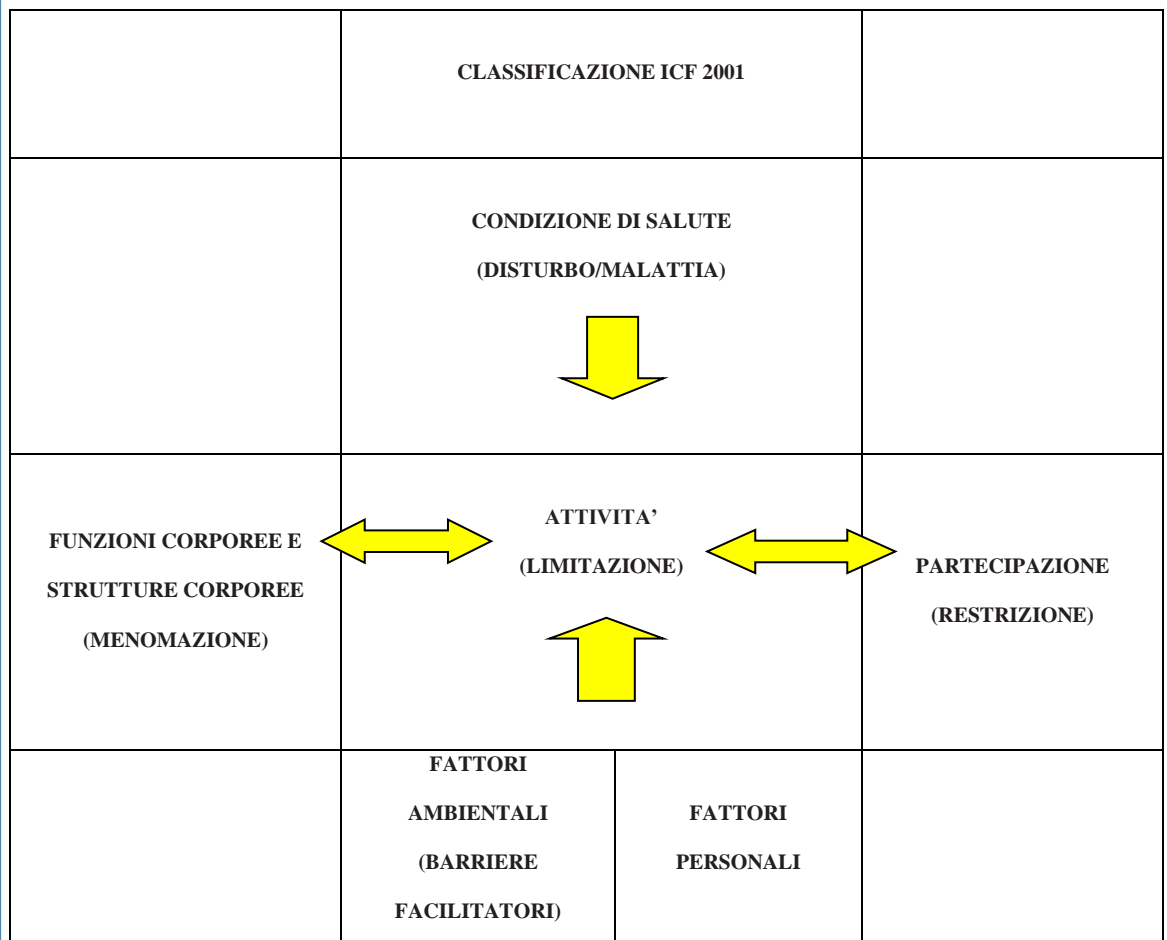 CLASSIFICAZIONE ICF 2001
CONDIZIONE DI SALUTE
(DISTURBO/MALATTIA)
FUNZIONI CORPOREE E
STRUTTURE CORPOREE
(MENOMAZIONE)
ATTIVITA’
(LIMITAZIONE)
PARTECIPAZIONE
(RESTRIZIONE)
FATTORI
AMBIENTALI
(BARRIERE
FACILITATORI)
FATTORI
PERSONALI